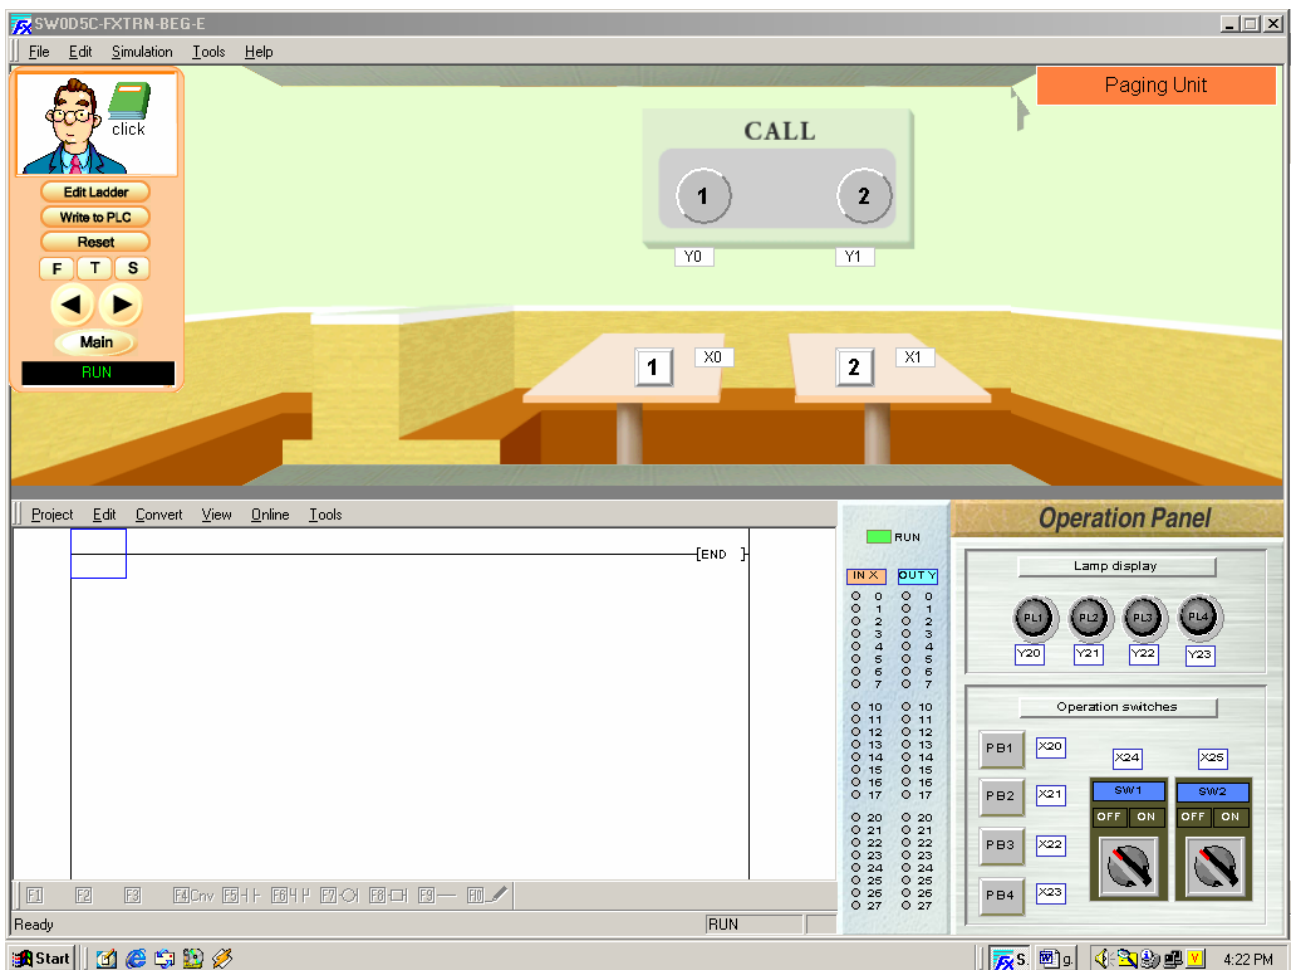 SW0D5C-FXTRN-BEG-E
File Edit Simulation Tools Help
click
Edit Ladder
Write to PLC
Reset
F T S
Main
RUN
Paging Unit
CALL
1 2
Y0 Y1
1 X0 2 X1
Project Edit Convert View Online Tools
[END ]
RUN
IN X OUT Y
0 0
1 1
2 2
3 3
4 4
5 5
6 6
7 7
10 10
11 11
12 12
13 13
14 14
15 15
16 16
17 17
20 20
21 21
22 22
23 23
24 24
25 25
26 26
27 27
Operation Panel
Lamp display
PL1 PL2 PL3 PL4
Y20 Y21 Y22 Y23
Operation switches
PB1 X20
PB2 X21
PB3 X22
PB4 X23
X24 X25
SW1 SW2
OFF ON OFF ON
F1 F2 F3 F4Cnv F5 F6 F7 F8 F9 F10
Ready RUN
Start S. g. V 4:22 PM